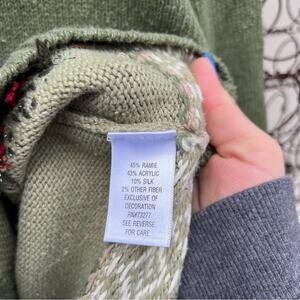 45% RAMIE
43% ACRYLIC
10% SILK
2% OTHER FIBER
EXCLUSIVE OF
DECORATION
RN#73277
SEE REVERSE
FOR CARE